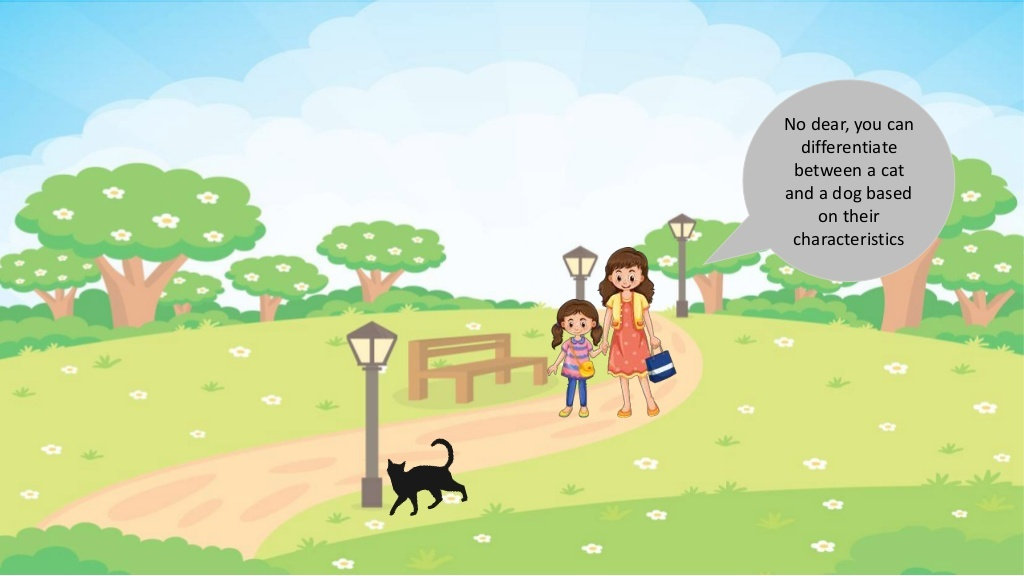 No dear, you can
differentiate
between a cat
and a dog based
on their
characteristics